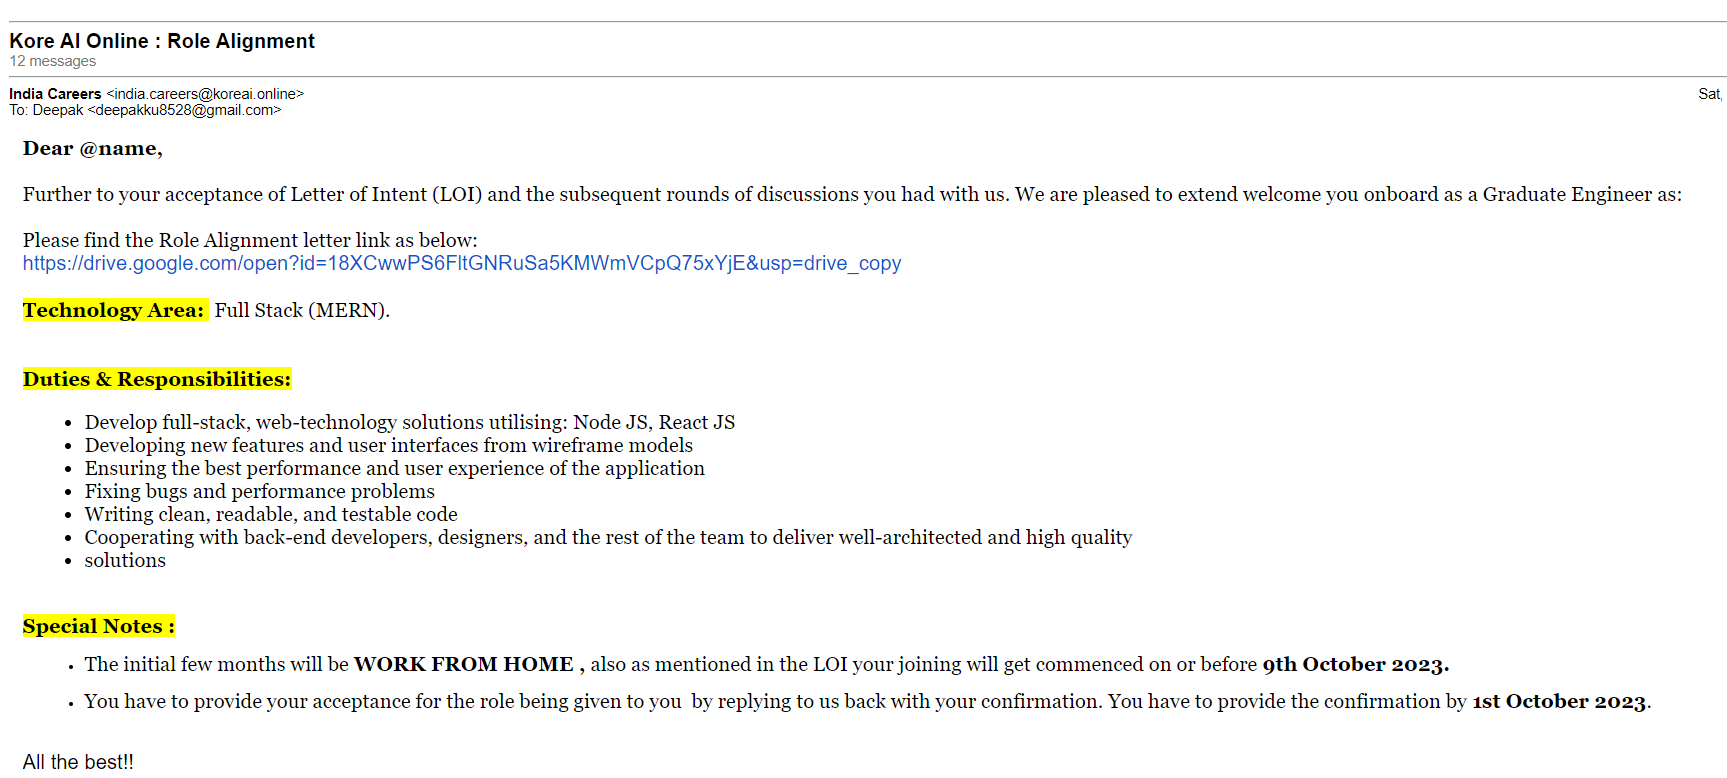 Kore AI Online : Role Alignment
12 messages
India Careers <india.careers@koreai.online>
Sat,
To: Deepak <deepakku8528@gmail.com>
Dear @name,
Further to your acceptance of Letter of Intent (LOI) and the subsequent rounds of discussions you had with us. We are pleased to extend welcome you onboard as a Graduate Engineer as:
Please find the Role Alignment letter link as below:
https://drive.google.com/open?id=18XCwwPS6FltGNRuSa5KMWmVCpQ75xYjE&usp=drive_copy
Technology Area: Full Stack (MERN).
Duties & Responsibilities:
• Develop full-stack, web-technology solutions utilising: Node JS, React JS
• Developing new features and user interfaces from wireframe models
• Ensuring the best performance and user experience of the application
• Fixing bugs and performance problems
• Writing clean, readable, and testable code
• Cooperating with back-end developers, designers, and the rest of the team to deliver well-architected and high quality
• solutions
Special Notes :
• The initial few months will be WORK FROM HOME , also as mentioned in the LOI your joining will get commenced on or before 9th October 2023.
• You have to provide your acceptance for the role being given to you  by replying to us back with your confirmation. You have to provide the confirmation by 1st October 2023.
All the best!!